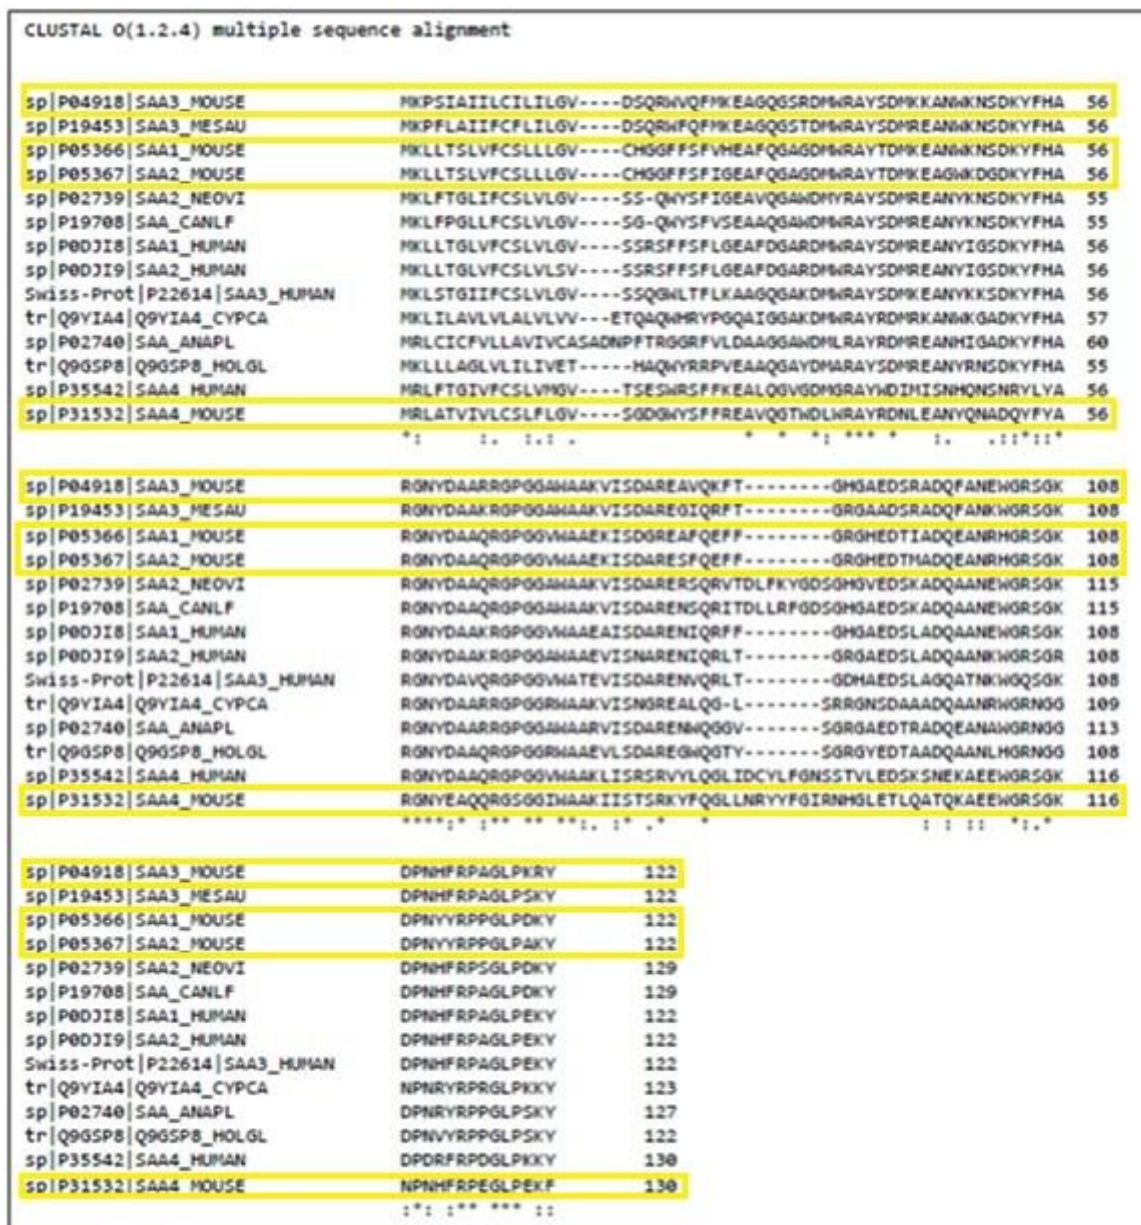 CLUSTAL O(1.2.4) multiple sequence alignment
sp|P04918|SAA3_MOUSE MKPSIAIILCILILGV----DSQRWVQFMKEAGQGSRDMWRAYSDMKKANWKNSDKYFHA 56
sp|P19453|SAA3_MESAU MKPFLAIIFCFLILGV----DSQRWFQFMKEAGQGSTDMWRAYSDMREANWKNSDKYFHA 56
sp|P05366|SAA1_MOUSE MKLLTSLVFCSLLLGV----CHGGFFSFVHEAFQGAGDMWRAYTDMKEANWKNSDKYFHA 56
sp|P05367|SAA2_MOUSE MKLLTSLVFCSLLLGV----CHGGFFSFIGEAFQGAGDMWRAYTDMKEAGWKDGDKYFHA 56
sp|P02739|SAA2_NEOVI MKLFTGLIFCSLVLGV----SS-QWYSFIGEAVQGAWDMYRAYSDMREANYKNSDKYFHA 55
sp|P19708|SAA_CANLF MKLFPGLLFCSLVLGV----SG-QWYSFVSEAAQGAWDMWRAYSDMREANYKNSDKYFHA 55
sp|P0DJI8|SAA1_HUMAN MKLLTGLVFCSLVLGV----SSRSFFSFLGEAFDGARDMWRAYSDMREANYIGSDKYFHA 56
sp|P0DJI9|SAA2_HUMAN MKLLTGLVFCSLVLSV----SSRSFFSFLGEAFDGARDMWRAYSDMREANYIGSDKYFHA 56
Swiss-Prot|P22614|SAA3_HUMAN MKLSTGIIFCSLVLGV----SSQGWLTFLKAAGQGAKDMWRAYSDMREANYKKSDKYFHA 56
tr|Q9YIA4|Q9YIA4_CYPCA MKLILAVLVLALVLVV---ETQAQWHRYPGQAIGGAKDMWRAYRDMRKANWKGADKYFHA 57
sp|P02740|SAA_ANAPL MRLCICFVLLAVIVCASADNPFTRGGRFVLDAAGGAWDMLRAYRDMREANHIGADKYFHA 60
tr|Q9GSP8|Q9GSP8_HOLGL MKLLLAGLVLILIVET-----HAQWYRRPVEAAQGAYDMARAYSDMREANYRNSDKYFHA 55
sp|P35542|SAA4_HUMAN MRLFTGIVFCSLVMGV----TSESWRSFFKEALQGVGDMGRAYWDIMISNHQNSNRYLYA 56
sp|P31532|SAA4_MOUSE MRLATVIVLCSLFLGV----SGDGWYSFFREAVQGTWDLWRAYRDNLEANYQNADQYFYA 56
*: :. :.: . * * *: *** * :. .::*::*
sp|P04918|SAA3_MOUSE RGNYDAARRGPGGAWAAKVISDAREAVQKFT--------GHGAEDSRADQFANEWGRSGK 108
sp|P19453|SAA3_MESAU RGNYDAAKRGPGGAWAAKVISDAREGIQRFT--------GRGAADSRADQFANKWGRSGK 108
sp|P05366|SAA1_MOUSE RGNYDAAQRGPGGVWAAEKISDGREAFQEFF--------GRGHEDTIADQEANRHGRSGK 108
sp|P05367|SAA2_MOUSE RGNYDAAQRGPGGVWAAEKISDARESFQEFF--------GRGHEDTMADQEANRHGRSGK 108
sp|P02739|SAA2_NEOVI RGNYDAAQRGPGGAWAAKVISDARERSQRVTDLFKYGDSGHGVEDSKADQAANEWGRSGK 115
sp|P19708|SAA_CANLF RGNYDAAQRGPGGAWAAKVISDARENSQRITDLLRFGDSGHGAEDSKADQAANEWGRSGK 115
sp|P0DJI8|SAA1_HUMAN RGNYDAAKRGPGGVWAAEAISDARENIQRFF--------GHGAEDSLADQAANEWGRSGK 108
sp|P0DJI9|SAA2_HUMAN RGNYDAAKRGPGGAWAAEVISNARENIQRLT--------GRGAEDSLADQAANKWGRSGR 108
Swiss-Prot|P22614|SAA3_HUMAN RGNYDAVQRGPGGVWATEVISDARENVQRLT--------GDHAEDSLAGQATNKWGQSGK 108
tr|Q9YIA4|Q9YIA4_CYPCA RGNYDAARRGPGGRWAAKVISNGREALQG-L-------SRRGNSDAAADQAANRWGRNGG 109
sp|P02740|SAA_ANAPL RGNYDAARRGPGGAWAARVISDARENWQGGV-------SGRGAEDTRADQEANAWGRNGG 113
tr|Q9GSP8|Q9GSP8_HOLGL RGNYDAAQRGPGGRWAAEVLSDAREGWQGTY-------SGRGYEDTAADQAANLHGRNGG 108
sp|P35542|SAA4_HUMAN RGNYDAAQRGPGGVWAAKLISRSRVYLQGLIDCYLFGNSSTVLEDSKSNEKAEEWGRSGK 116
sp|P31532|SAA4_MOUSE RGNYEAQQRGSGGIWAAKIISTSRKYFQGLLNRYYFGIRNHGLETLQATQKAEEWGRSGK 116
****:* :** ** **:. :* .* * : : :: *:.*
sp|P04918|SAA3_MOUSE DPNHFRPAGLPKRY 122
sp|P19453|SAA3_MESAU DPNHFRPAGLPSKY 122
sp|P05366|SAA1_MOUSE DPNYYRPPGLPDKY 122
sp|P05367|SAA2_MOUSE DPNYYRPPGLPAKY 122
sp|P02739|SAA2_NEOVI DPNHFRPSGLPDKY 129
sp|P19708|SAA_CANLF DPNHFRPAGLPDKY 129
sp|P0DJI8|SAA1_HUMAN DPNHFRPAGLPEKY 122
sp|P0DJI9|SAA2_HUMAN DPNHFRPAGLPEKY 122
Swiss-Prot|P22614|SAA3_HUMAN DPNHFRPAGLPEKY 122
tr|Q9YIA4|Q9YIA4_CYPCA NPNRYRPRGLPKKY 123
sp|P02740|SAA_ANAPL DPNRYRPPGLPSKY 127
tr|Q9GSP8|Q9GSP8_HOLGL DPNVYRPPGLPSKY 122
sp|P35542|SAA4_HUMAN DPDRFRPDGLPKKY 130
sp|P31532|SAA4 MOUSE NPNHFRPEGLPEKF 130
:*: :** *** ::